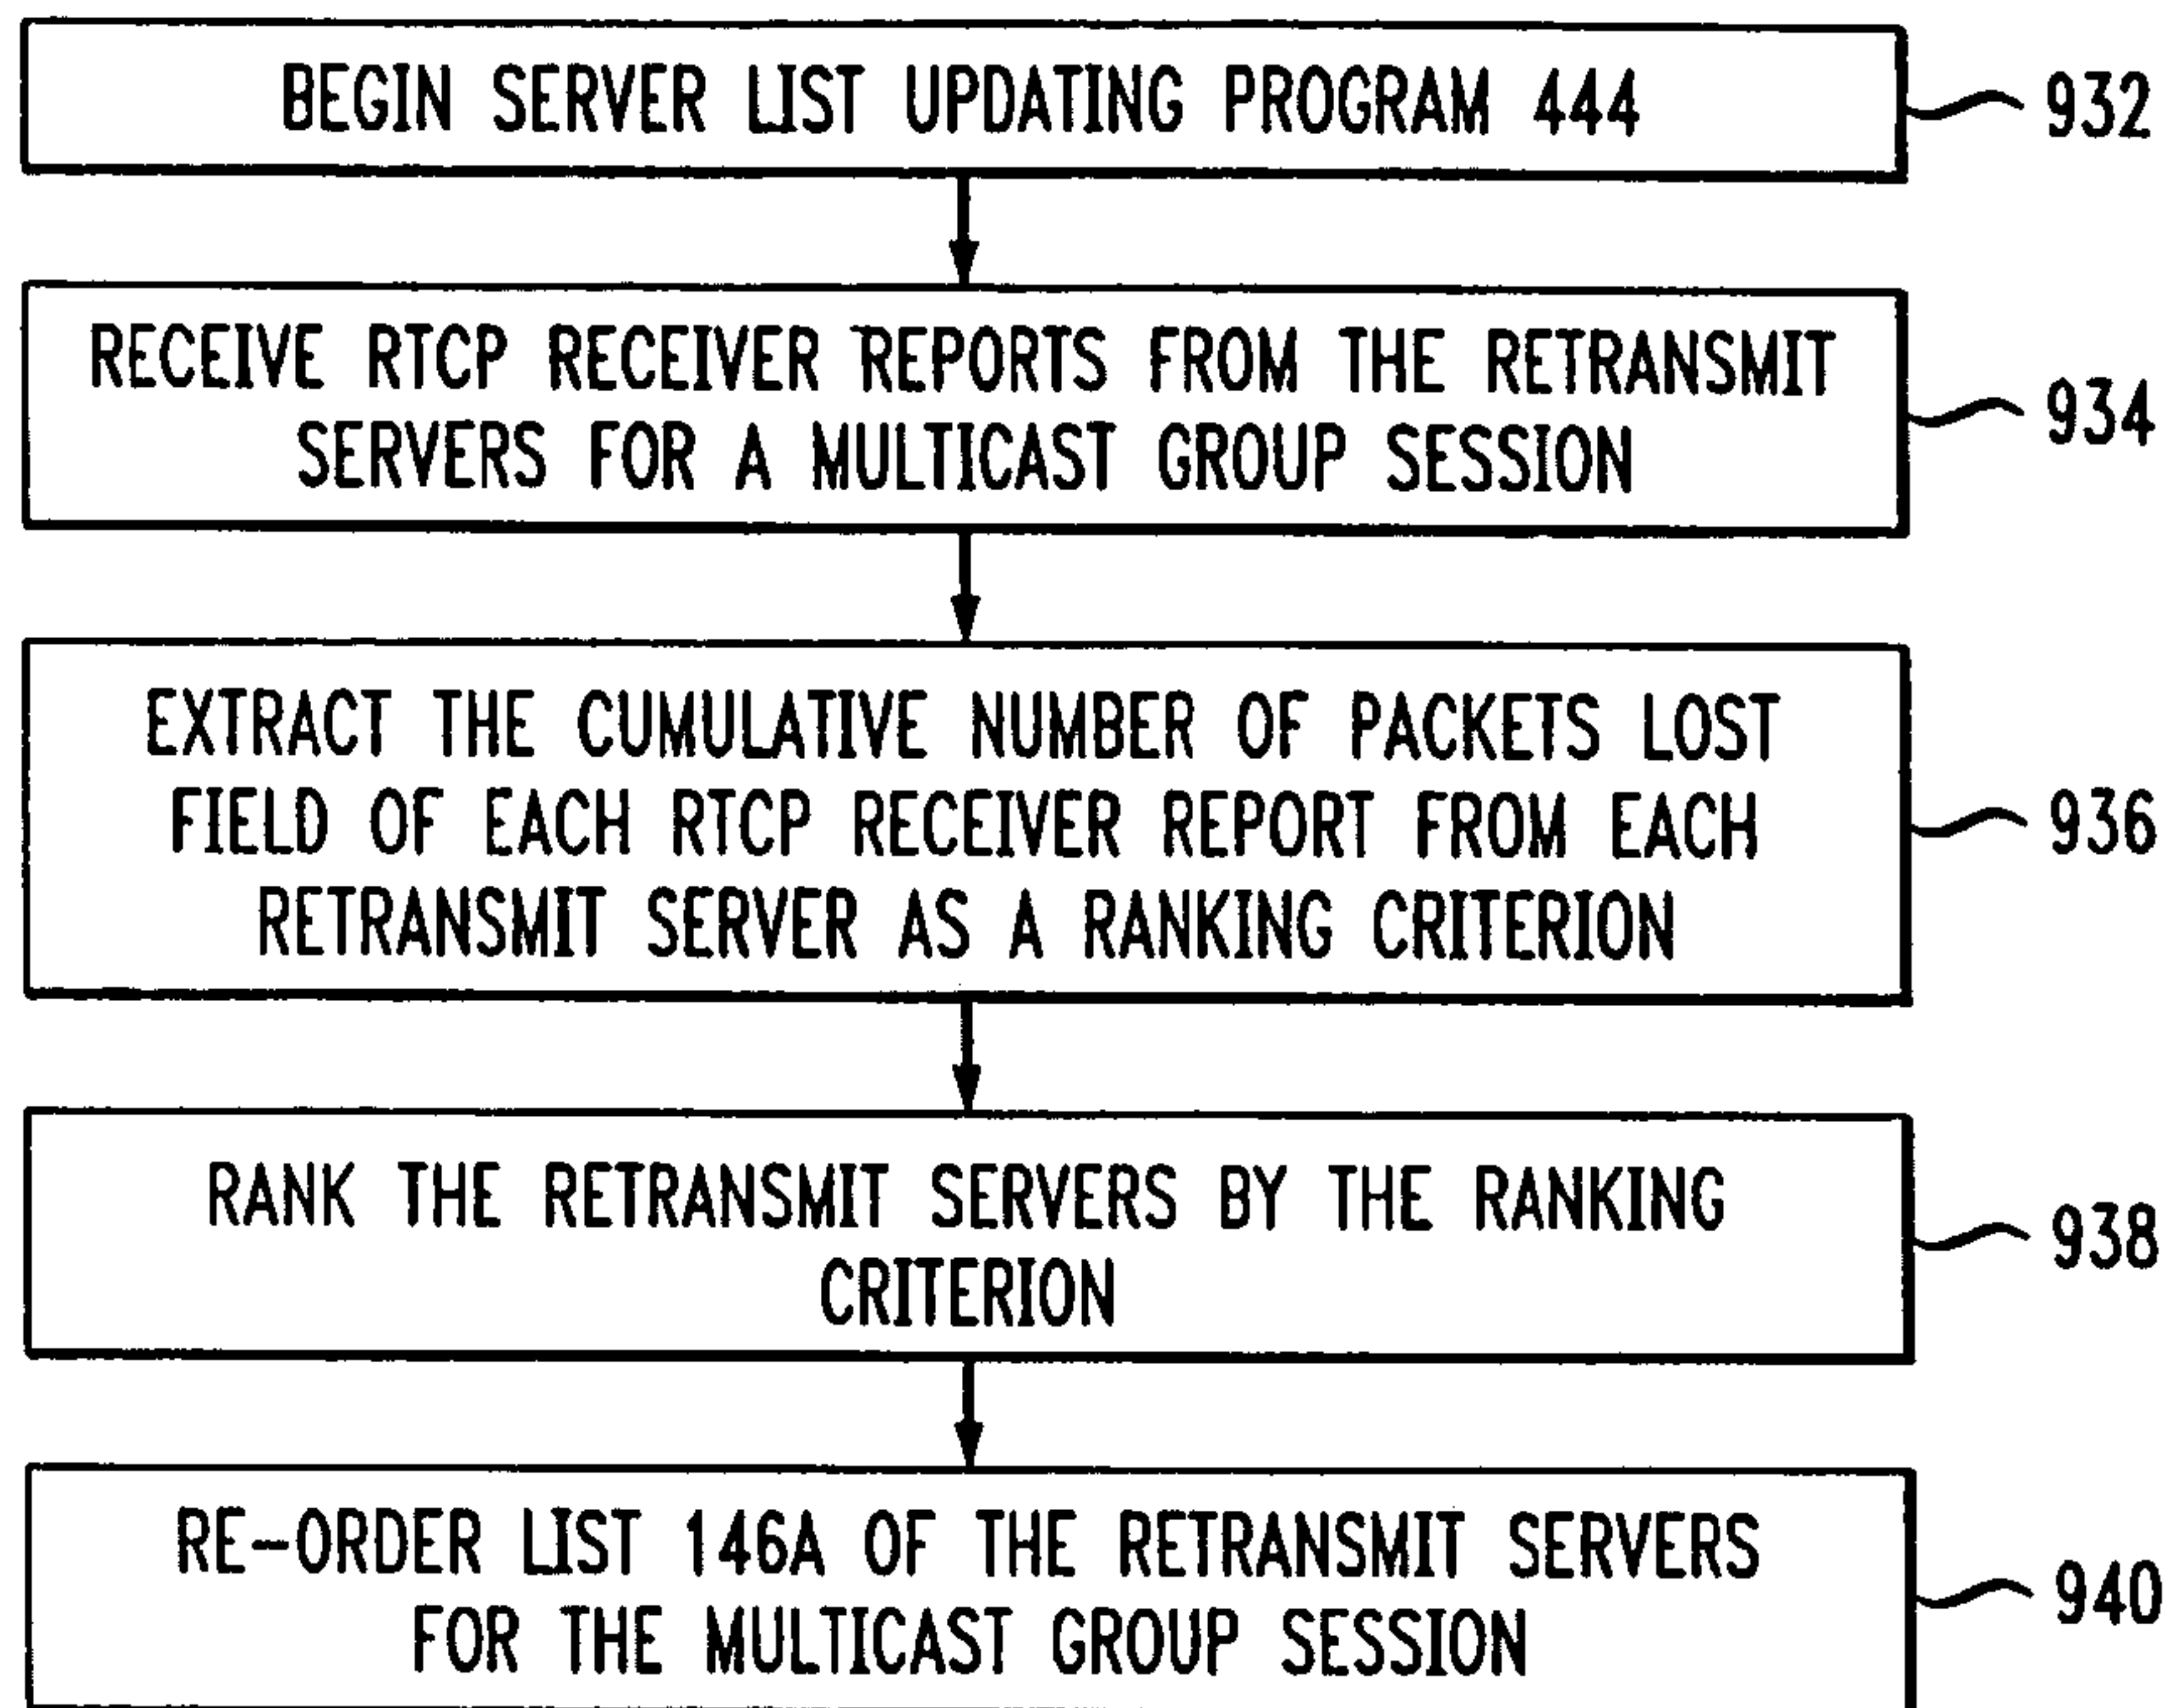 BEGIN SERVER LIST UPDATING PROGRAM 444
932
RECEIVE RTCP RECEIVER REPORTS FROM THE RETRANSMIT
SERVERS FOR A MULTICAST GROUP SESSION
934
EXTRACT THE CUMULATIVE NUMBER OF PACKETS LOST
FIELD OF EACH RTCP RECEIVER REPORT FROM EACH
RETRANSMIT SERVER AS A RANKING CRITERION
936
RANK THE RETRANSMIT SERVERS BY THE RANKING
CRITERION
938
RE-ORDER LIST 146A OF THE RETRANSMIT SERVERS
FOR THE MULTICAST GROUP SESSION
940